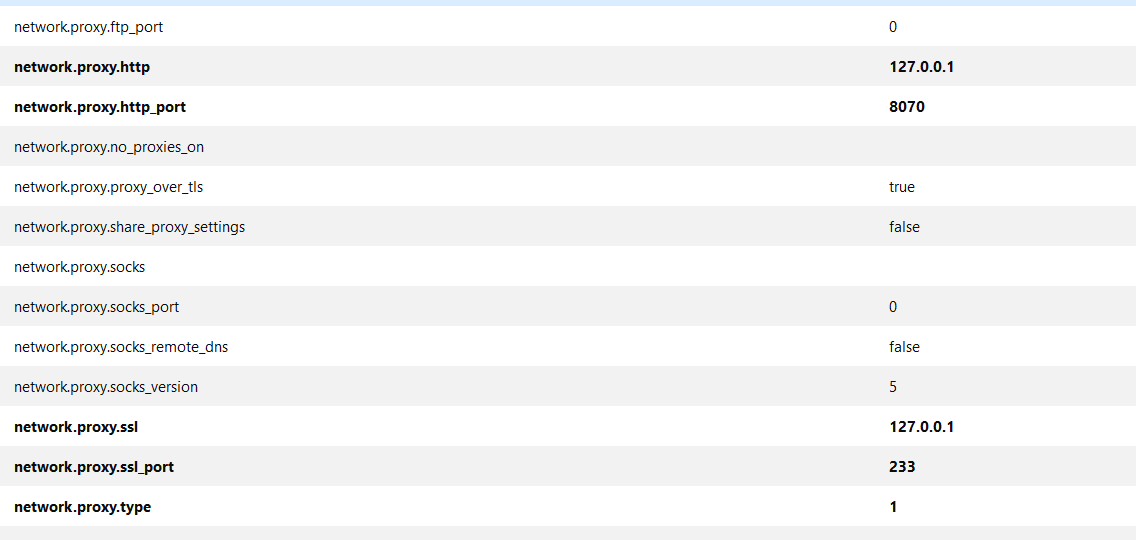 network.proxy.ftp_port 0
network.proxy.http 127.0.0.1
network.proxy.http_port 8070
network.proxy.no_proxies_on
network.proxy.proxy_over_tls true
network.proxy.share_proxy_settings false
network.proxy.socks
network.proxy.socks_port 0
network.proxy.socks_remote_dns false
network.proxy.socks_version 5
network.proxy.ssl 127.0.0.1
network.proxy.ssl_port 233
network.proxy.type 1